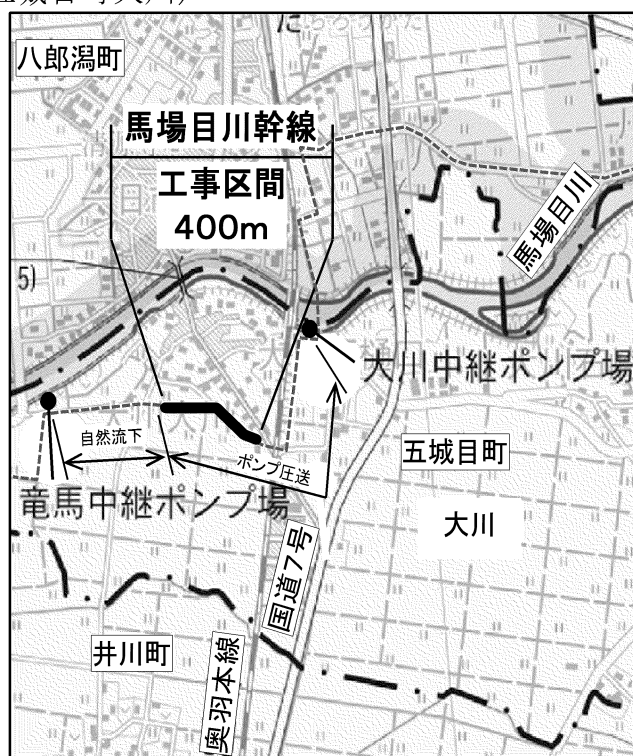 八郎潟町
馬場目川幹線
工事区間
400m
馬場目川
5)
大川中継ポンプ場
自然流下
ポンプ圧送
五城目町
竜馬中継ポンプ場
大川
国道7号
井川町
奥羽本線